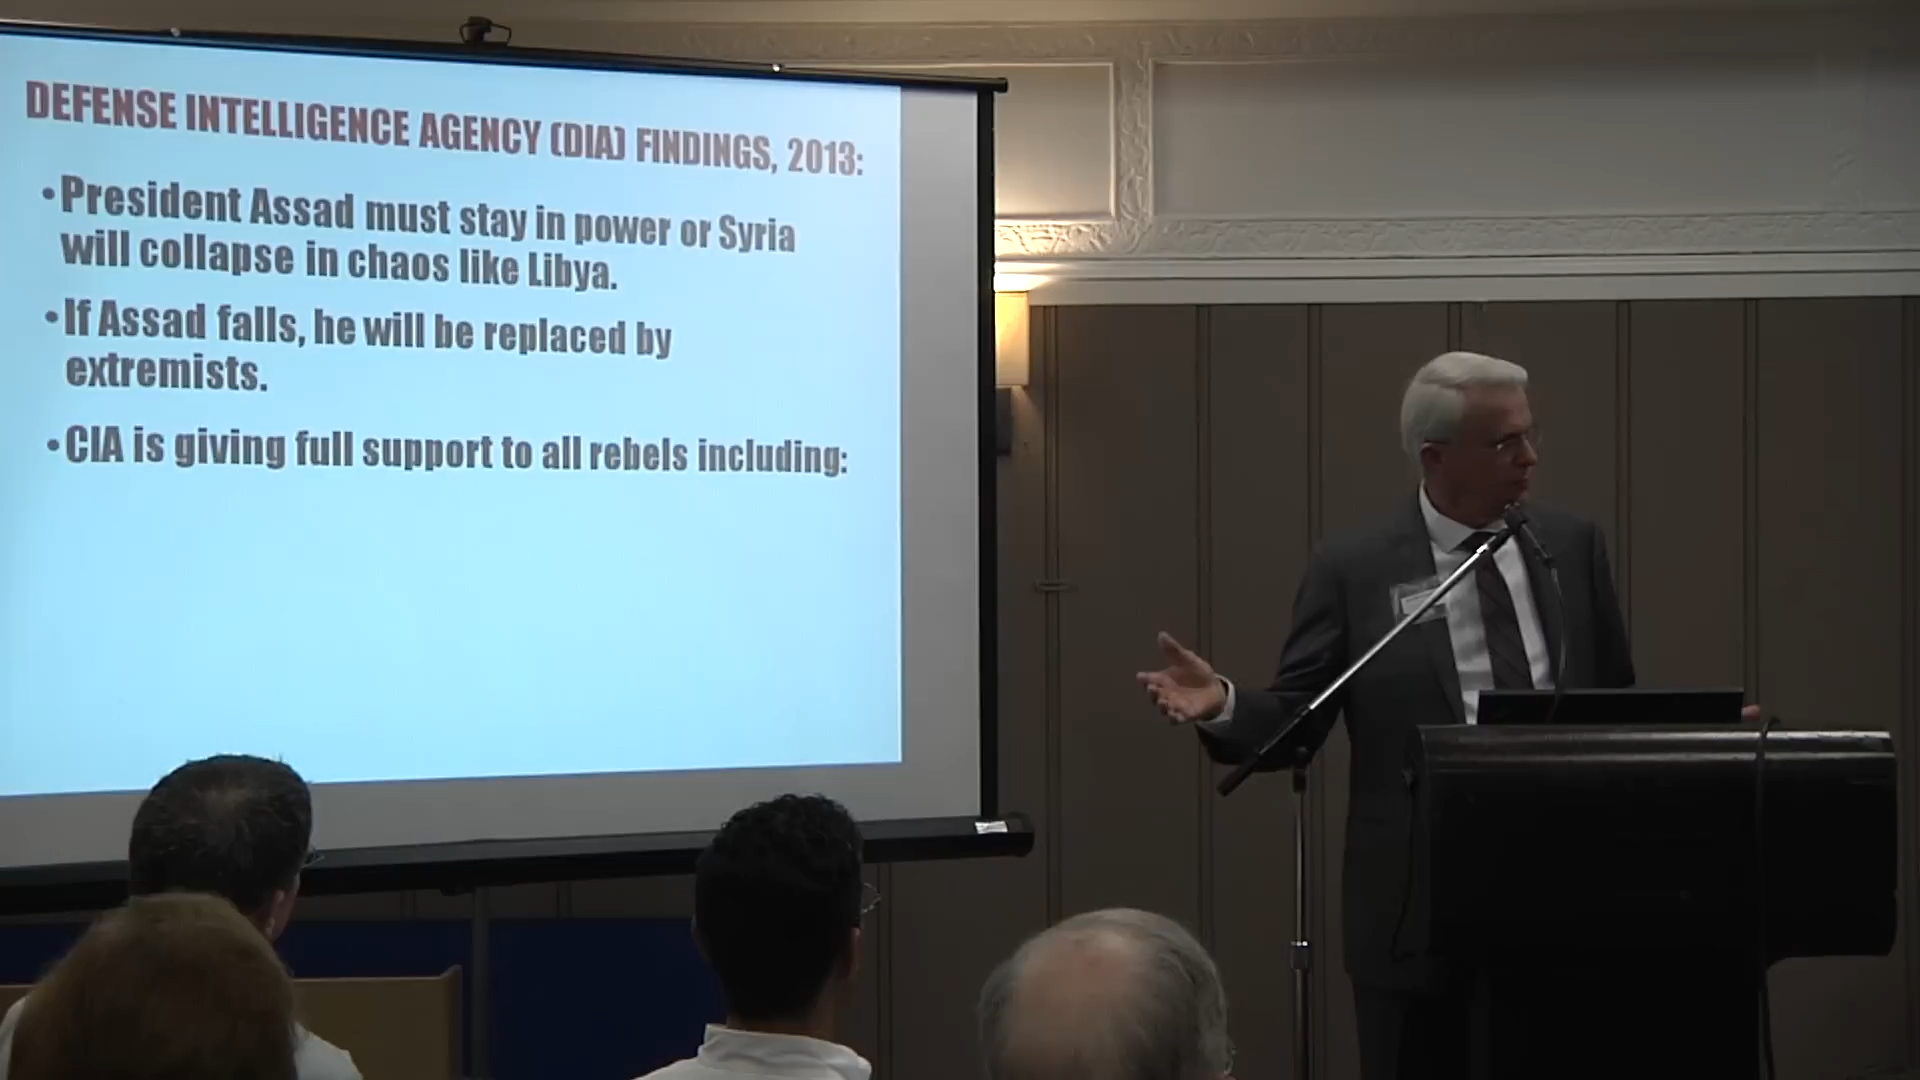 DEFENSE INTELLIGENCE AGENCY (DIA) FINDINGS, 2013:
•President Assad must stay in power or Syria
will collapse in chaos like Libya.
•If Assad falls, he will be replaced by
extremists.
•CIA is giving full support to all rebels including: